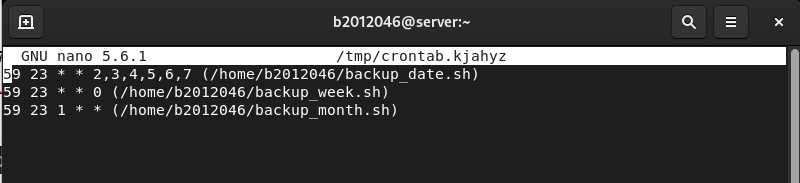 b2012046@server:~
GNU nano 5.6.1 /tmp/crontab.kjahyz
59 23 * * 2,3,4,5,6,7 (/home/b2012046/backup_date.sh)
59 23 * * 0 (/home/b2012046/backup_week.sh)
59 23 1 * * (/home/b2012046/backup_month.sh)